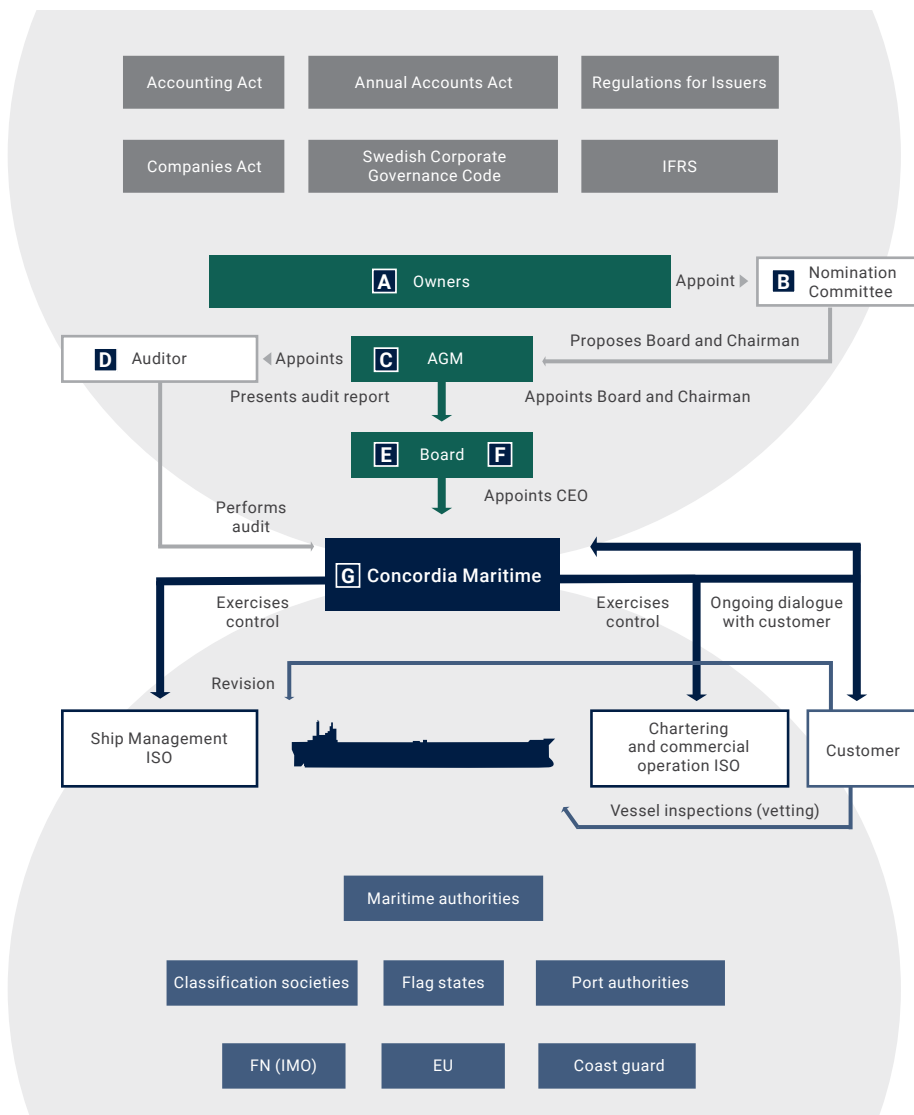 Accounting Act
Annual Accounts Act
Regulations for Issuers
Companies Act
Swedish Corporate
Governance Code
IFRS
A Owners
Appoint
B Nomination
Committee
Proposes Board and Chairman
D Auditor
Appoints
C AGM
Presents audit report
Appoints Board and Chairman
E Board F
Appoints CEO
Performs
audit
G Concordia Maritime
Exercises
control
Exercises
control
Ongoing dialogue
with customer
Revision
Ship Management
ISO
Chartering
and commercial
operation ISO
Customer
Vessel inspections (vetting)
Maritime authorities
Classification societies
Flag states
Port authorities
FN (IMO)
EU
Coast guard